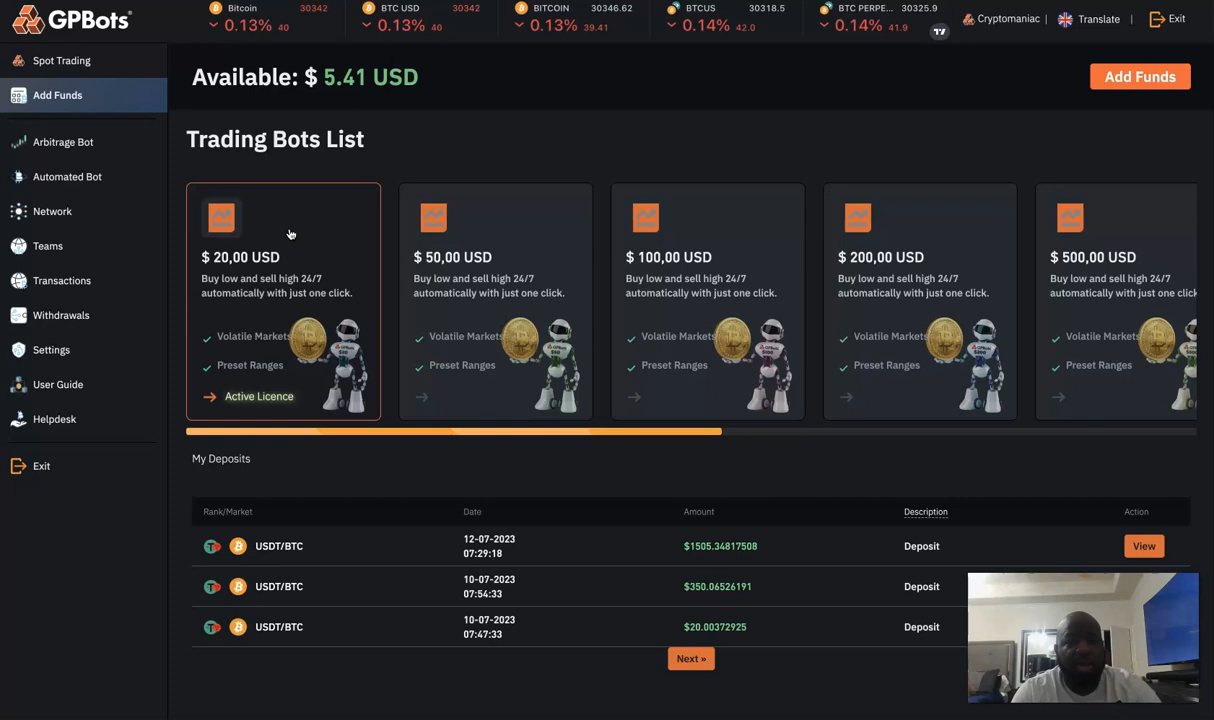 GPBots
Bitcoin 30342
0.13% 40
BTC USD 30342
0.13% 40
BITCOIN 30346.62
0.13% 39.41
BTCUS 30318.5
0.14% 42.0
BTC PERPE... 30325.9
0.14% 41.9
Cryptomaniac
Translate
Exit
Spot Trading
Add Funds
Arbitrage Bot
Automated Bot
Network
Teams
Transactions
Withdrawals
Settings
User Guide
Helpdesk
Exit
Available: $ 5.41 USD
Add Funds
Trading Bots List
$ 20,00 USD
Buy low and sell high 24/7
automatically with just one click.
Volatile Markets
Preset Ranges
Active Licence
$ 50,00 USD
Buy low and sell high 24/7
automatically with just one click.
Volatile Markets
Preset Ranges
$ 100,00 USD
Buy low and sell high 24/7
automatically with just one click.
Volatile Markets
Preset Ranges
$ 200,00 USD
Buy low and sell high 24/7
automatically with just one click.
Volatile Markets
Preset Ranges
$ 500,00 USD
Buy low and sell high 24/7
automatically with just one clic
Volatile Markets
Preset Ranges
My Deposits
Rank/Market Date Amount Description Action
USDT/BTC 12-07-2023 07:29:18 $1505.34817508 Deposit View
USDT/BTC 10-07-2023 07:54:33 $350.06526191 Deposit
USDT/BTC 10-07-2023 07:47:33 $20.00372925 Deposit
Next »